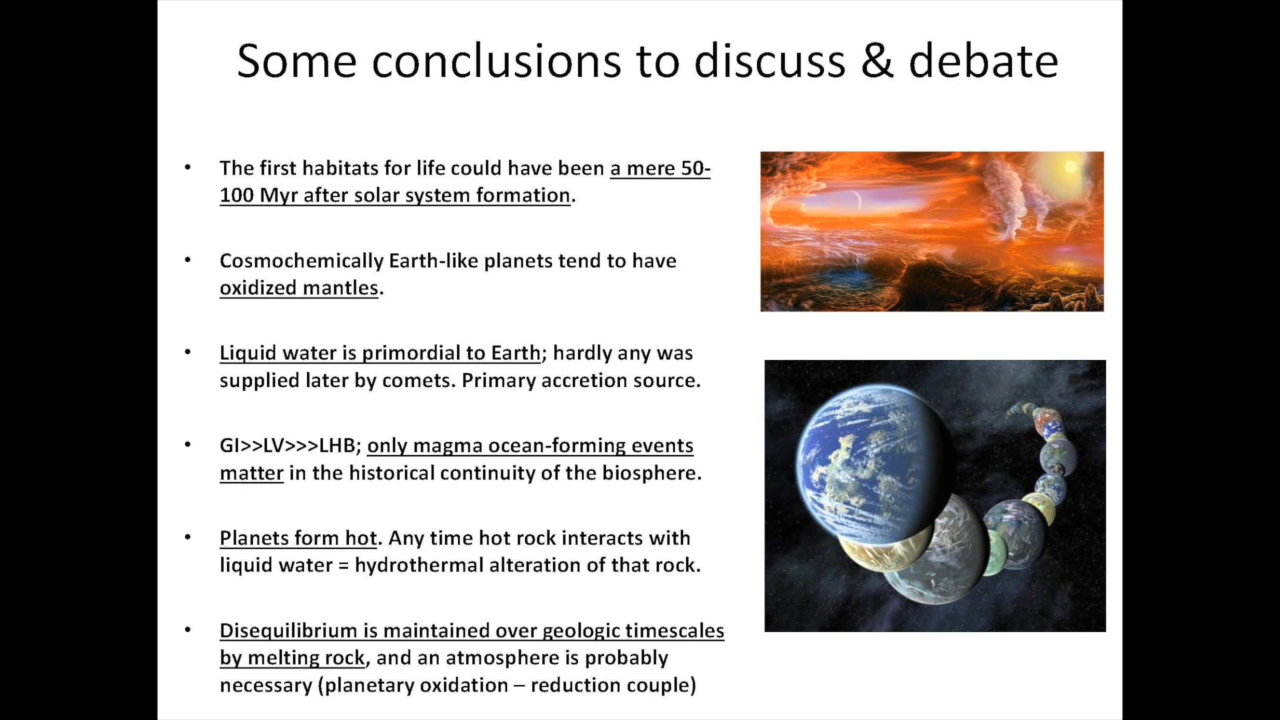 Some conclusions to discuss & debate
• The first habitats for life could have been a mere 50-
100 Myr after solar system formation.
• Cosmochemically Earth-like planets tend to have
oxidized mantles.
• Liquid water is primordial to Earth; hardly any was
supplied later by comets. Primary accretion source.
• GI>>LV>>>LHB; only magma ocean-forming events
matter in the historical continuity of the biosphere.
• Planets form hot. Any time hot rock interacts with
liquid water = hydrothermal alteration of that rock.
• Disequilibrium is maintained over geologic timescales
by melting rock, and an atmosphere is probably
necessary (planetary oxidation – reduction couple)